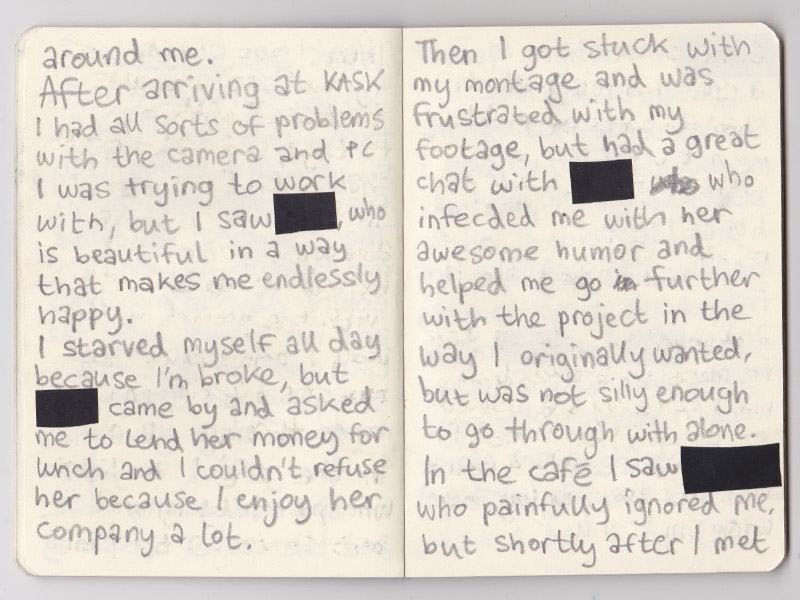 around me.
After arriving at KASK
I had all sorts of problems
with the camera and PC
I was trying to work
with, but I saw , who
is beautiful in a way
that makes me endlessly
happy.
I starved myself all day
because I'm broke, but
came by and asked
me to lend her money for
lunch and I couldn't refuse
her because I enjoy her
company a lot.
Then I got stuck with
my montage and was
frustrated with my
footage, but had a great
chat with who
infecded me with her
awesome humor and
helped me go further
with the project in the
way I originally wanted,
but was not silly enough
to go through with alone.
In the café I saw
who painfully ignored me,
but shortly after I met